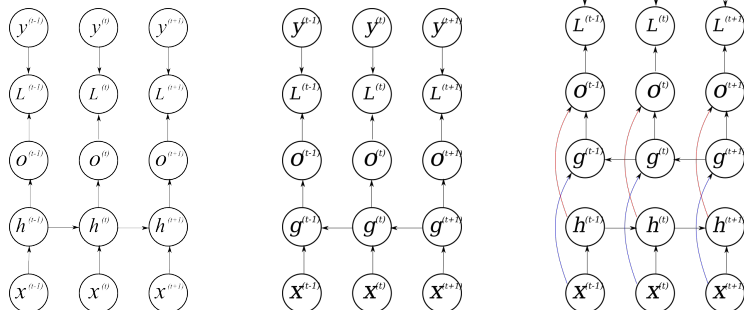 y(t-1) y(t) y(t+1) y(t-1) y(t) y(t+1) L(t-1) L(t) L(t+1)
L(t-1) L(t) L(t+1) L(t-1) L(t) L(t+1) o(t-1) o(t) o(t+1)
o(t-1) o(t) o(t+1) o(t-1) o(t) o(t+1) g(t-1) g(t) g(t+1)
h(t-1) h(t) h(t+1) g(t-1) g(t) g(t+1) h(t-1) h(t) h(t+1)
x(t-1) x(t) x(t+1) x(t-1) x(t) x(t+1) x(t-1) x(t) x(t+1)